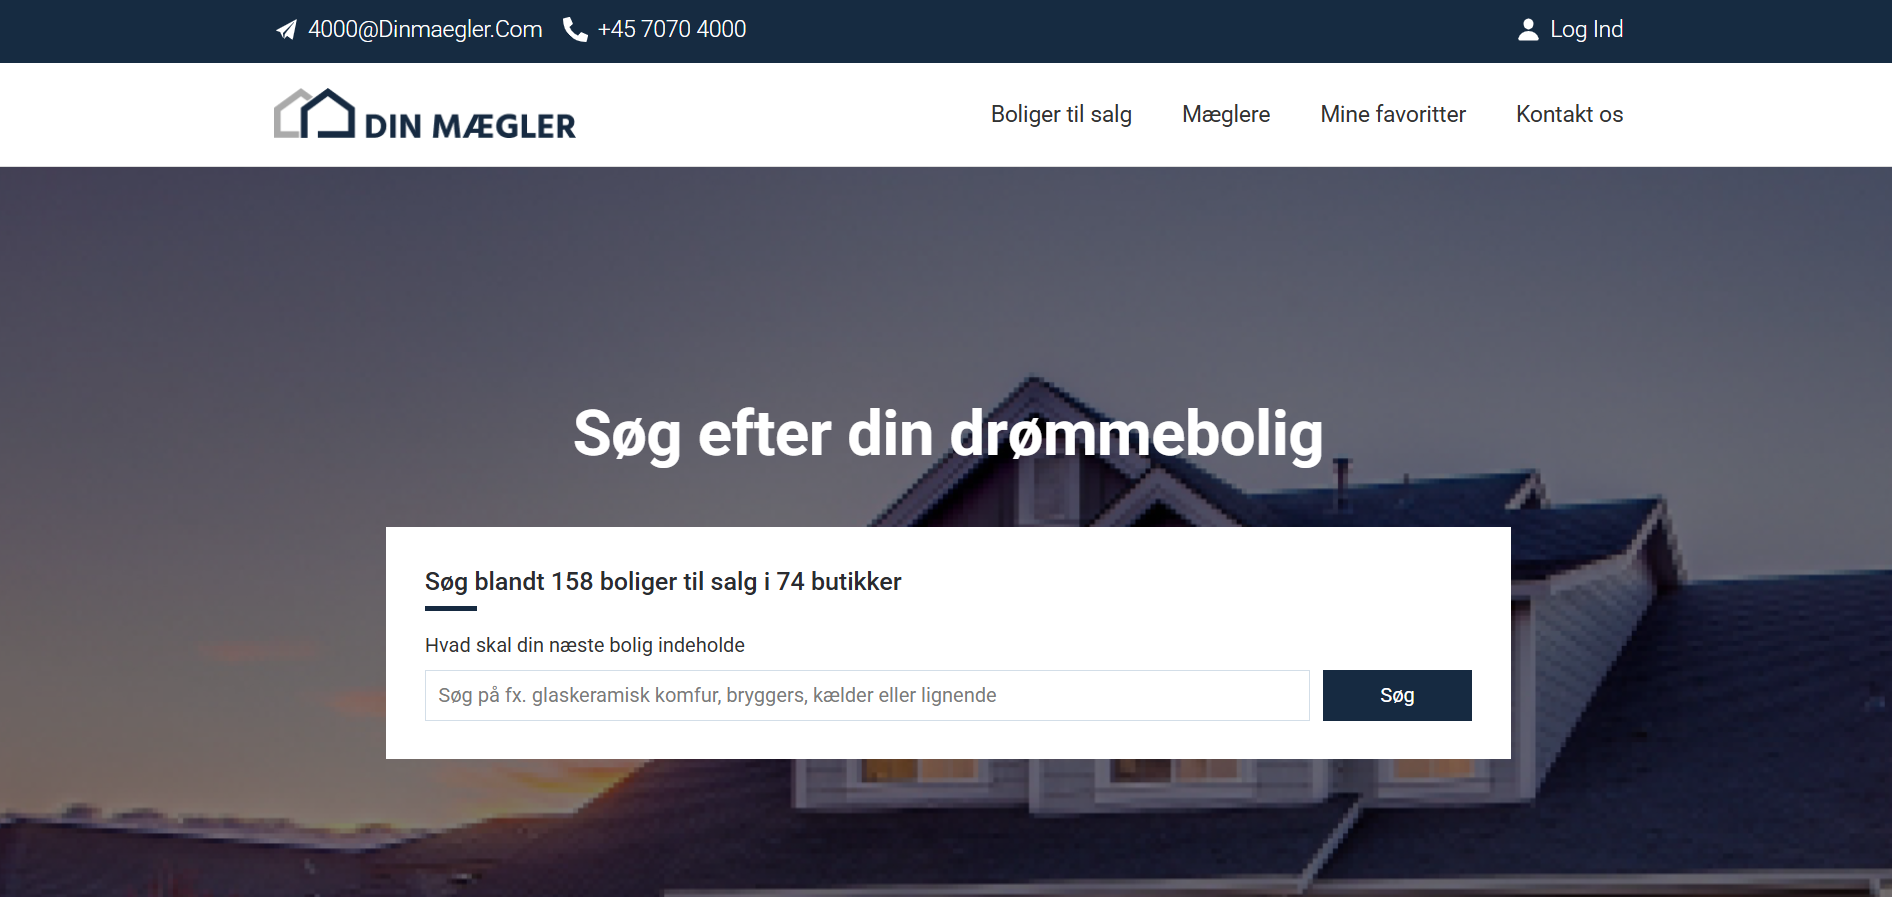 4000@Dinmaegler.Com +45 7070 4000 Log Ind
DIN MÆGLER Boliger til salg Mæglere Mine favoritter Kontakt os
Søg efter din drømmebolig
Søg blandt 158 boliger til salg i 74 butikker
Hvad skal din næste bolig indeholde
Søg på fx. glaskeramisk komfur, bryggers, kælder eller lignende Søg